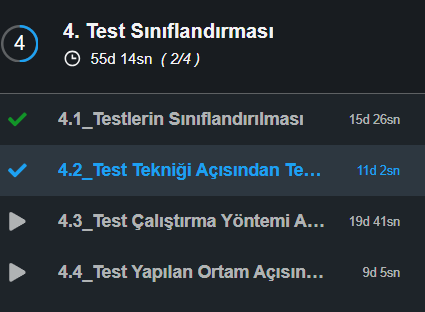 4
4. Test Sınıflandırması
55d 14sn ( 2/4 )
4.1_Testlerin Sınıflandırılması 15d 26sn
4.2_Test Tekniği Açısından Te... 11d 2sn
4.3_Test Çalıştırma Yöntemi A... 19d 41sn
4.4_Test Yapılan Ortam Açısın... 9d 5sn